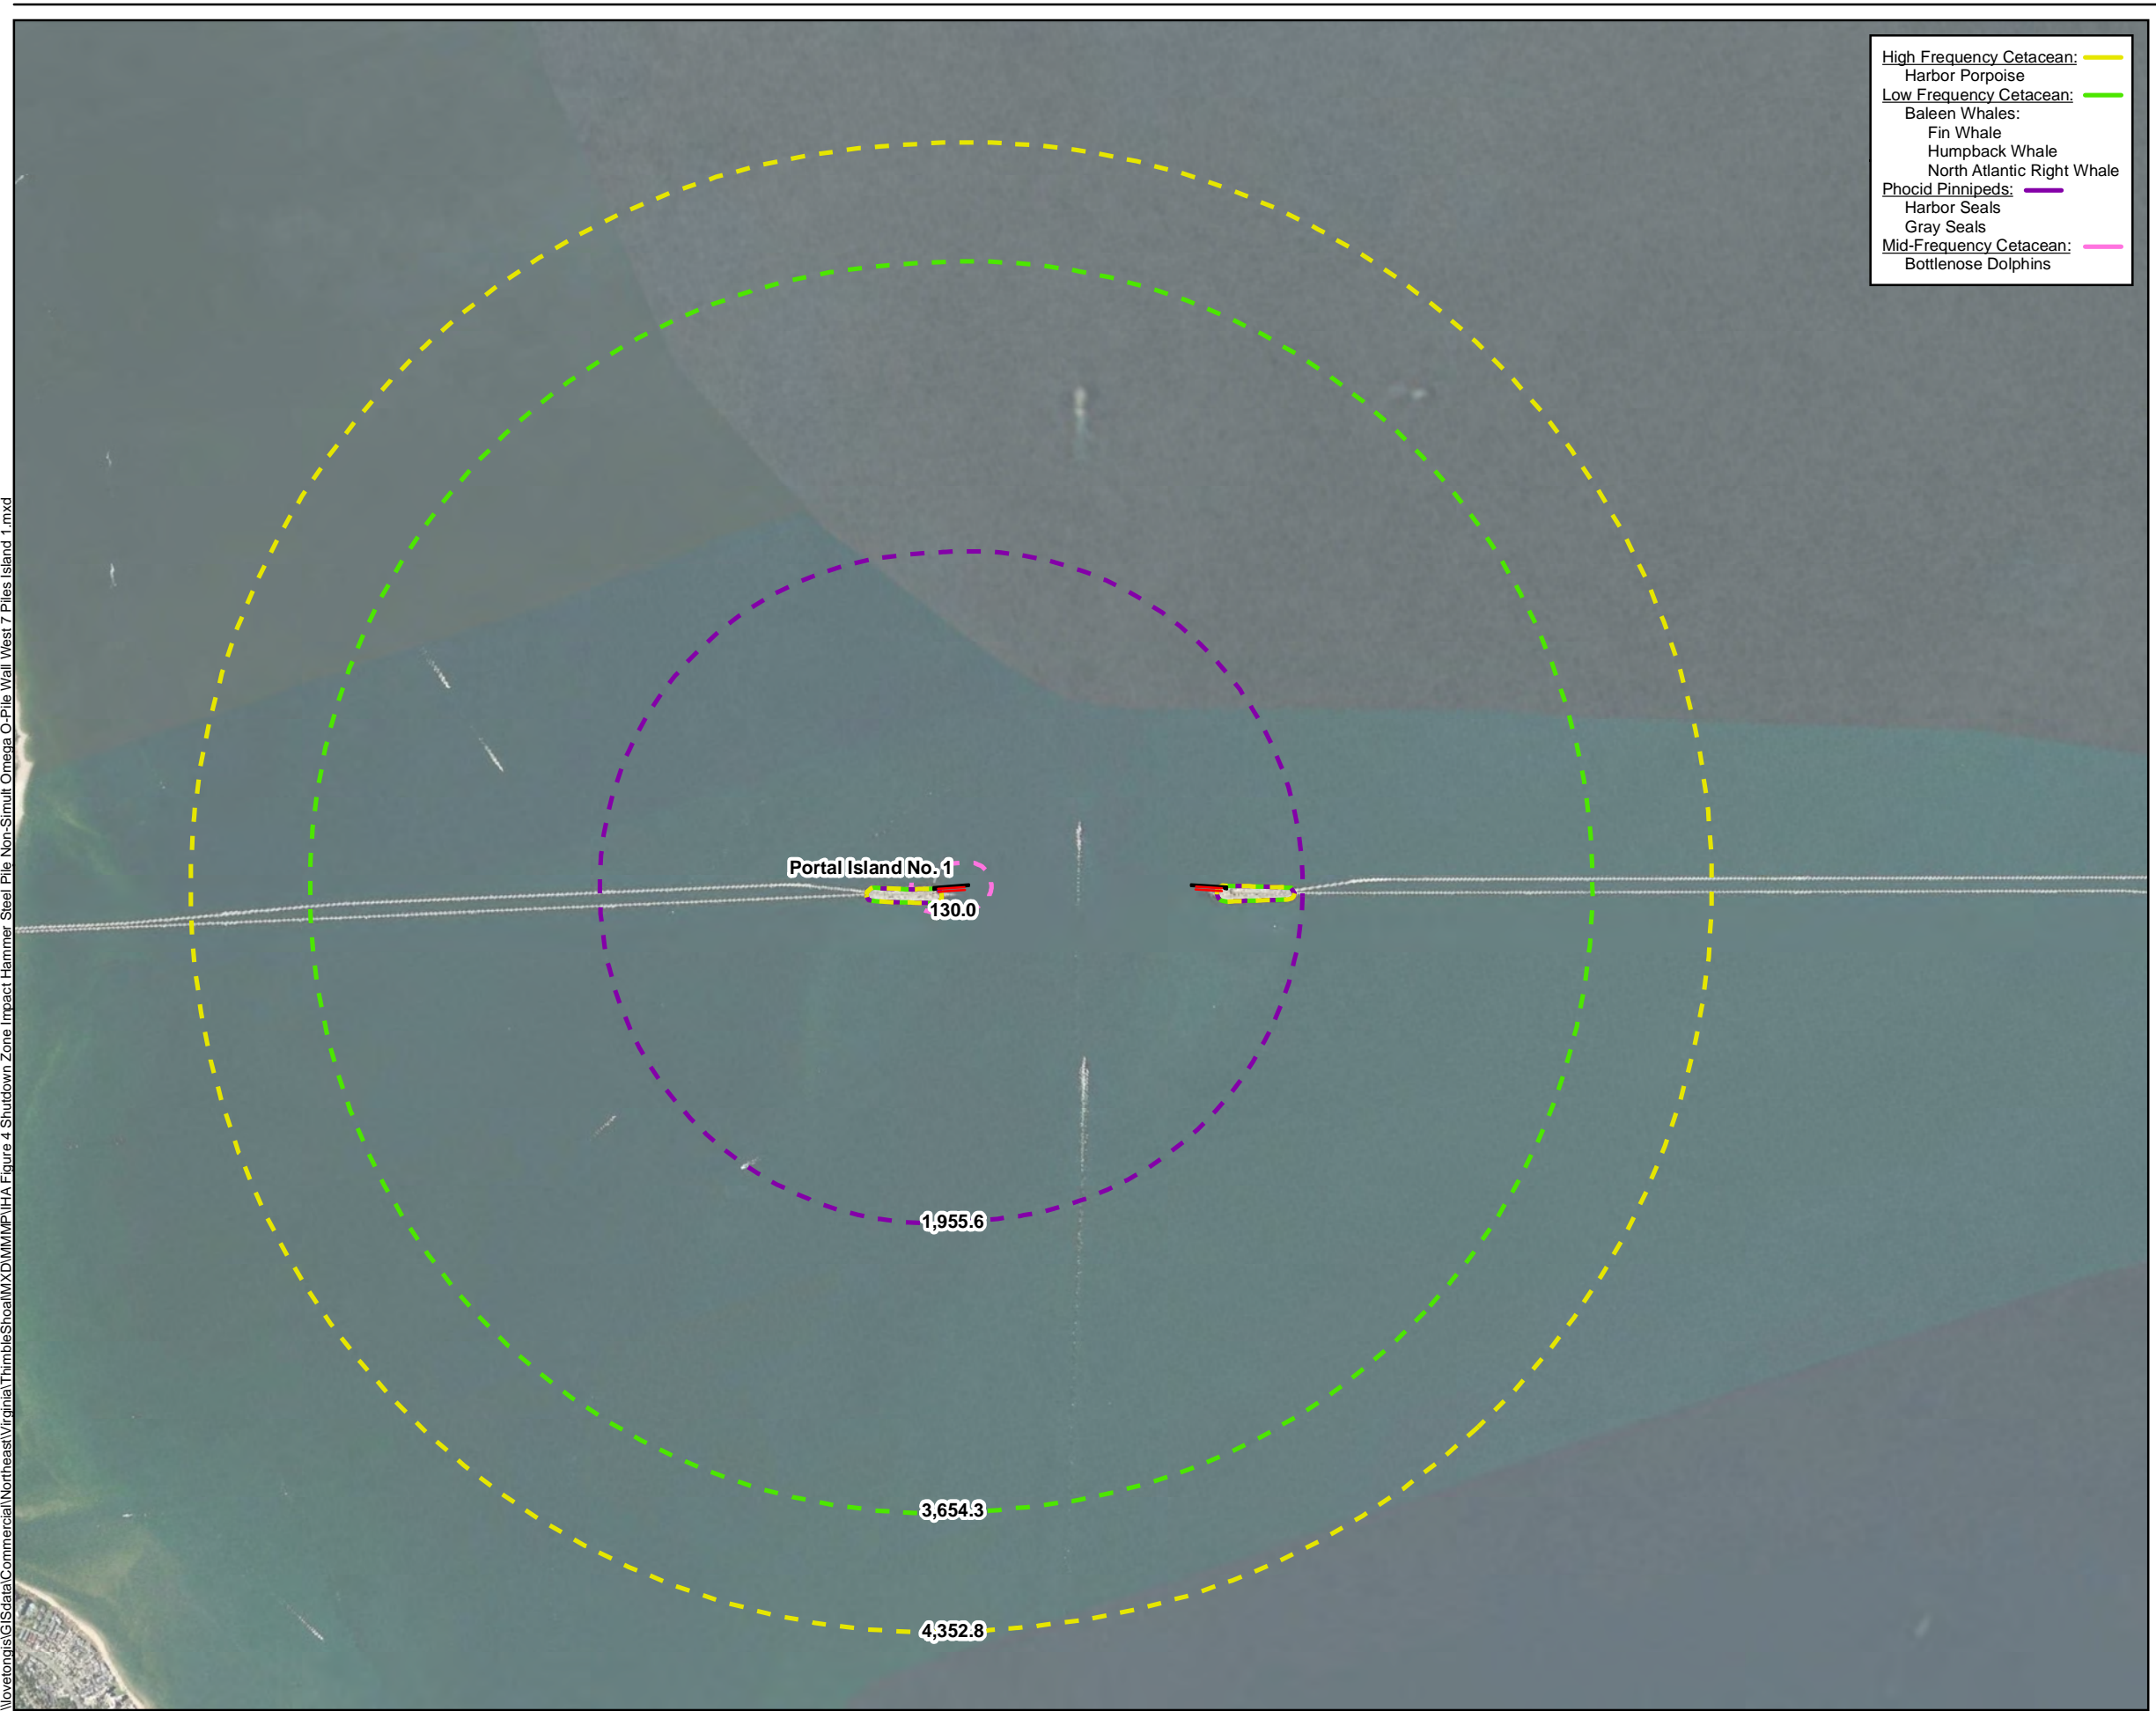 High Frequency Cetacean:
Harbor Porpoise
Low Frequency Cetacean:
Baleen Whales:
Fin Whale
Humpback Whale
North Atlantic Right Whale
Phocid Pinnipeds:
Harbor Seals
Gray Seals
Mid-Frequency Cetacean:
Bottlenose Dolphins
Portal Island No. 1
130.0
1,955.6
3,654.3
4,352.8
\\lovetongis\GISdata\Commercial\Northeast\Virginia\ThimbleShoal\MXD\MMMP\IHA Figure 4 Shutdown Zone Impact Hammer Steel Pile Non-Simult Omega O-Pile Wall West 7 Piles Island 1.mxd